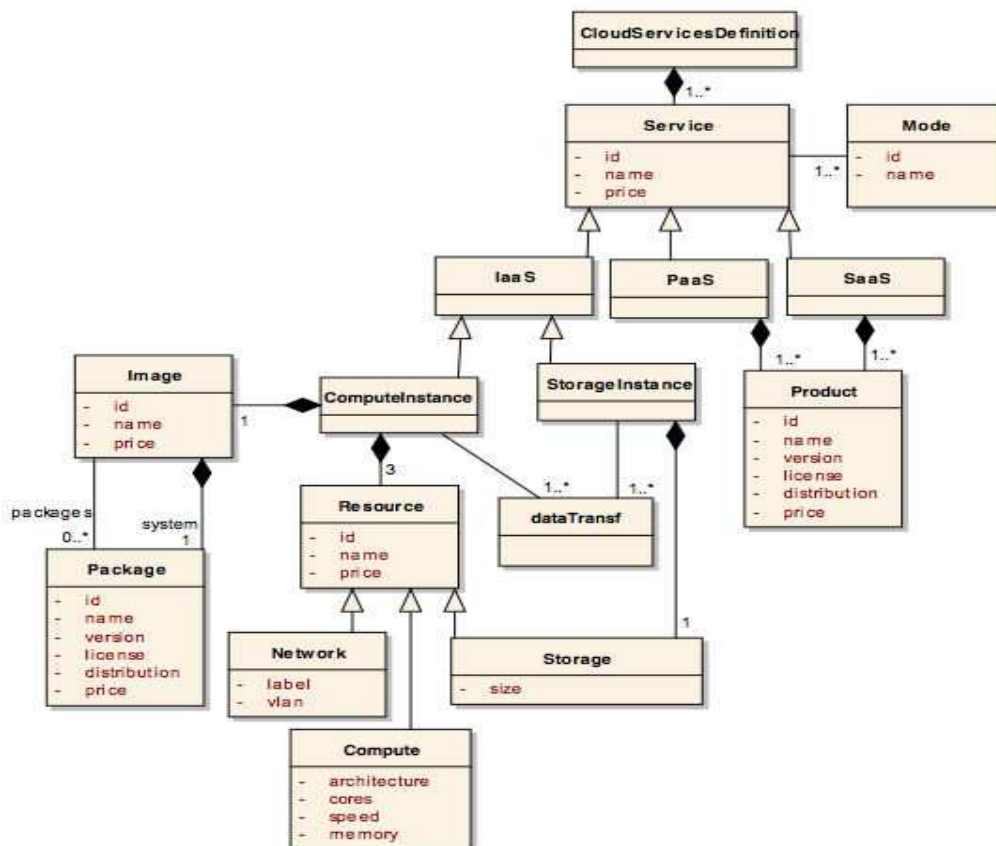 CloudServicesDefinition
1..*
Service
- id
- name
- price
1..*
Mode
- id
- name
IaaS
PaaS
SaaS
1..*
1..*
Image
- id
- name
- price
1
ComputeInstance
StorageInstance
Product
- id
- name
- version
- license
- distribution
- price
3
1..*
1..*
packages
0..*
system
1
Resource
- id
- name
- price
dataTransf
Package
- id
- name
- version
- license
- distribution
- price
Network
- label
- vlan
1
Storage
- size
Compute
- architecture
- cores
- speed
- memory